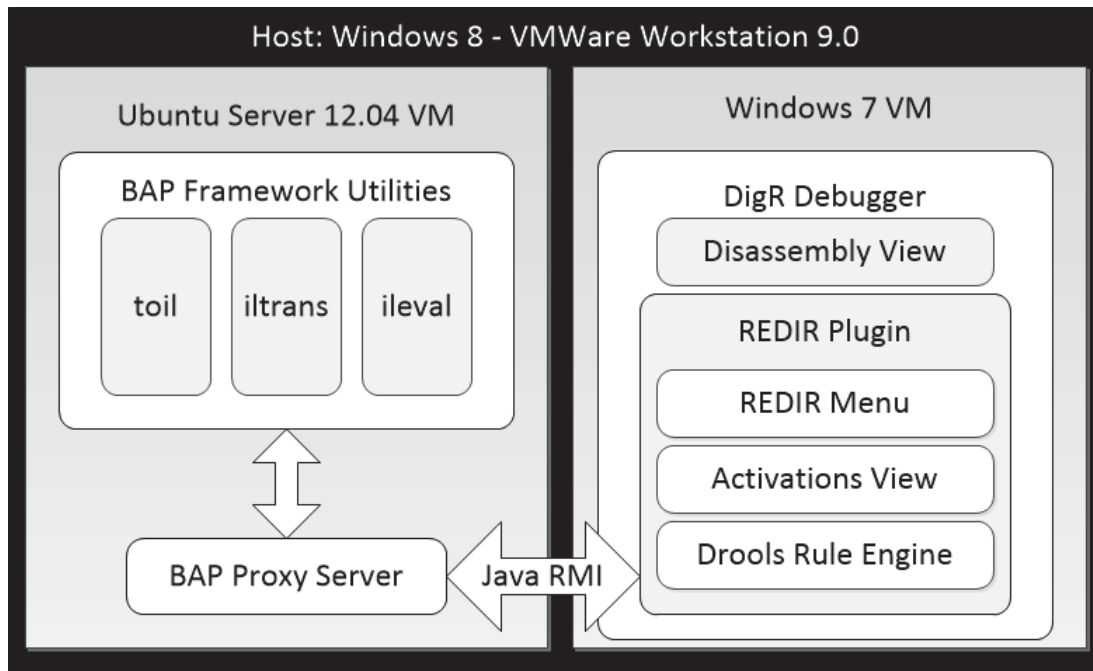 Host: Windows 8 - VMWare Workstation 9.0
Ubuntu Server 12.04 VM
BAP Framework Utilities
toil
iltrans
ileval
BAP Proxy Server
Java RMI
Windows 7 VM
DigR Debugger
Disassembly View
REDIR Plugin
REDIR Menu
Activations View
Drools Rule Engine